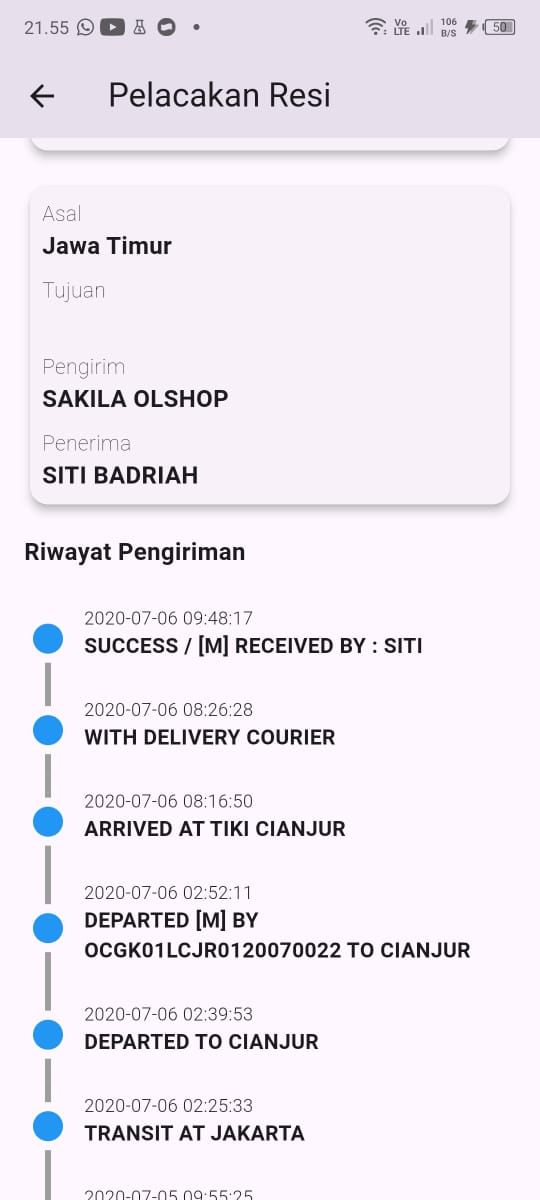 21.55
Vo
LTE
106
B/S
50
Pelacakan Resi
Asal
Jawa Timur
Tujuan
Pengirim
SAKILA OLSHOP
Penerima
SITI BADRIAH
Riwayat Pengiriman
2020-07-06 09:48:17
SUCCESS / [M] RECEIVED BY : SITI
2020-07-06 08:26:28
WITH DELIVERY COURIER
2020-07-06 08:16:50
ARRIVED AT TIKI CIANJUR
2020-07-06 02:52:11
DEPARTED [M] BY
OCGK01LCJR0120070022 TO CIANJUR
2020-07-06 02:39:53
DEPARTED TO CIANJUR
2020-07-06 02:25:33
TRANSIT AT JAKARTA
2020-07-05 09:55:25